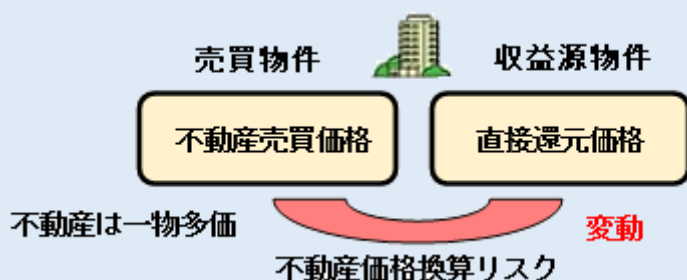 売買物件
収益源物件
不動産売買価格
直接還元価格
不動産は一物多価
変動
不動産価格換算リスク